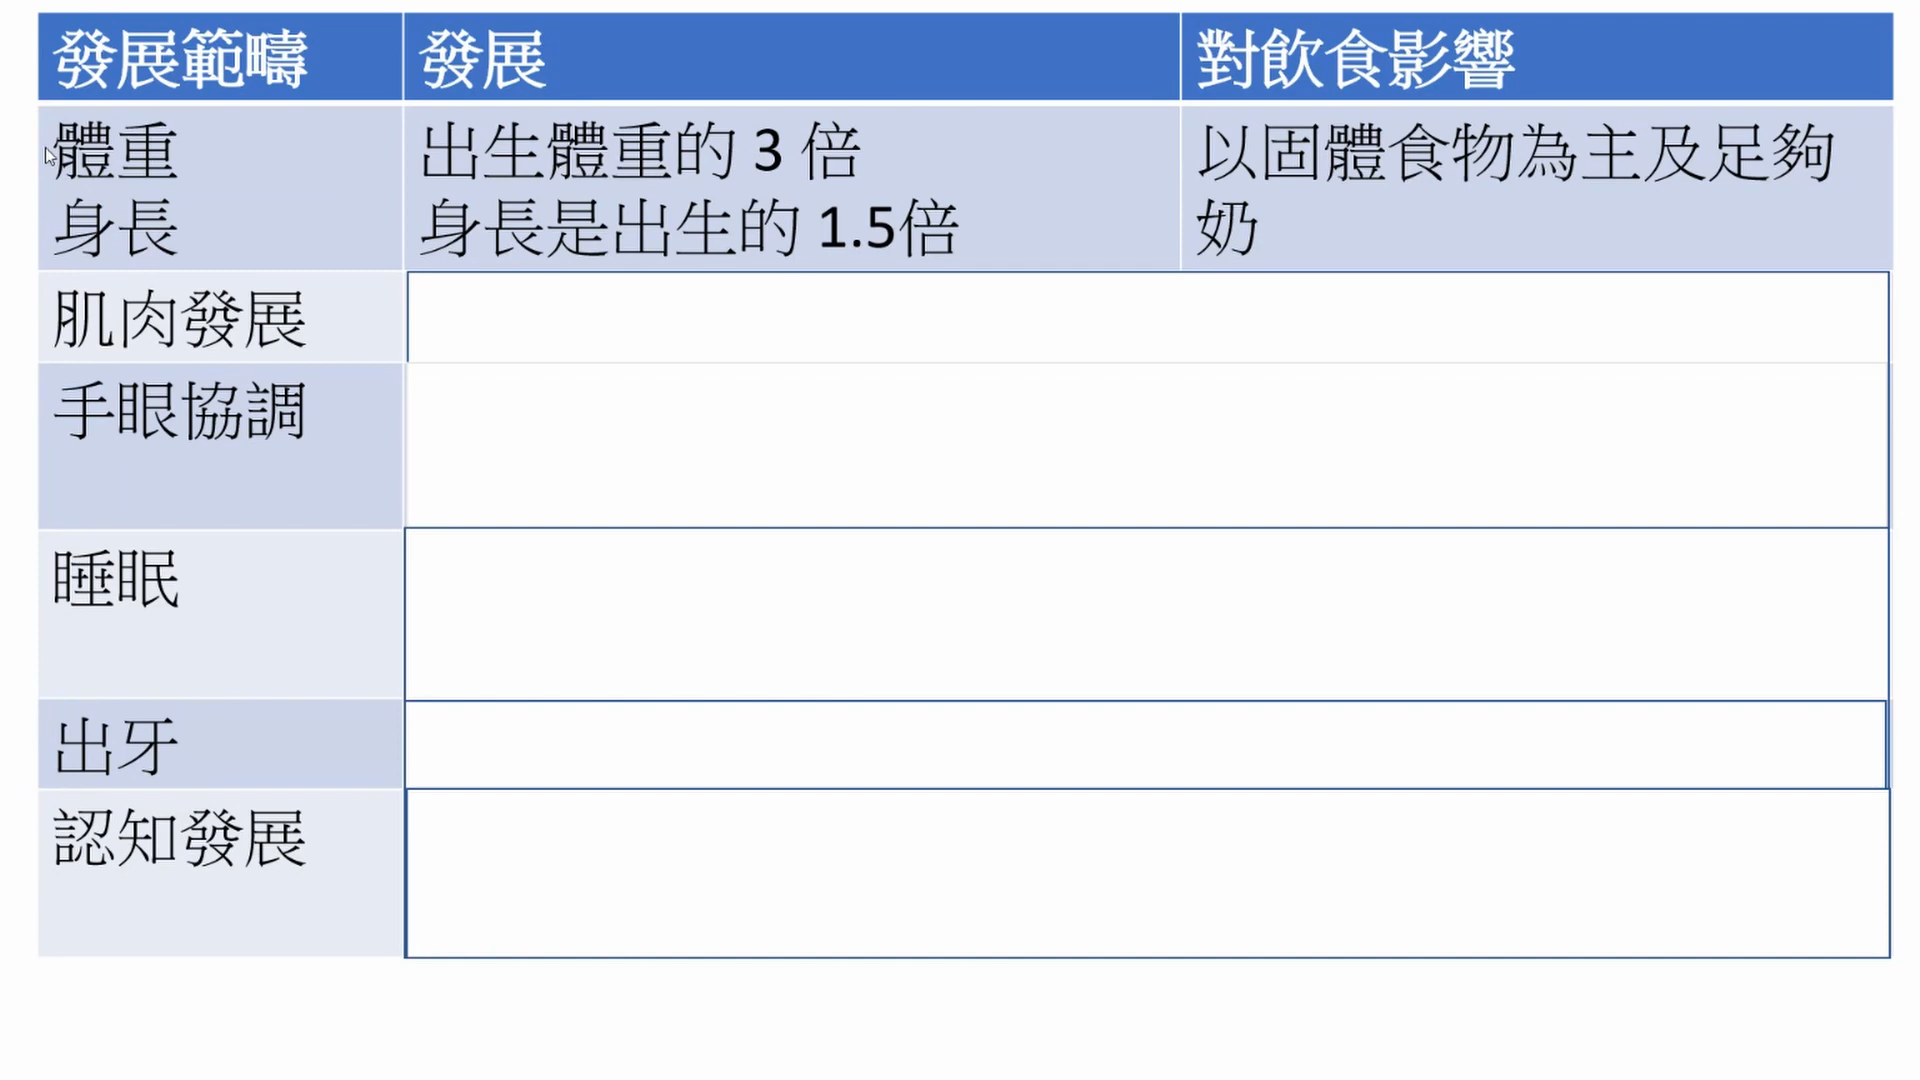 發展範疇 發展 對飲食影響
體重 出生體重的 3 倍 以固體食物為主及足夠
身長 身長是出生的 1.5倍 奶
肌肉發展
手眼協調
睡眠
出牙
認知發展